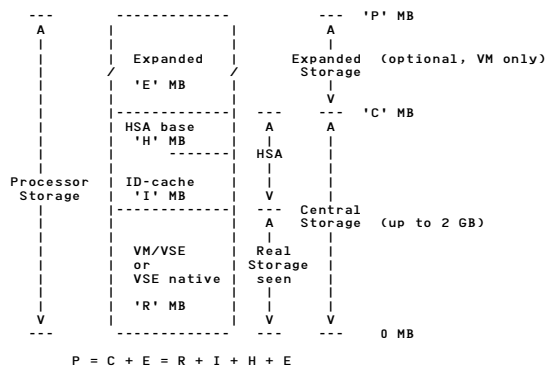 --- ------------- --- 'P' MB
A | | A
| | | |
| | Expanded | Expanded (optional, VM only)
| / / Storage
| | 'E' MB | |
| | | V
| |-------------| --- --- 'C' MB
| | HSA base | A A
| | 'H' MB | | |
| | -------| HSA |
| | | | |
Processor | ID-cache | | |
Storage | 'I' MB | V |
| |-------------| --- Central
| | | A Storage (up to 2 GB)
| | | | |
| | VM/VSE | Real |
| | or | Storage |
| | VSE native | seen |
| | | | |
| | 'R' MB | | |
V | | V V
--- ------------- --- --- 0 MB
P = C + E = R + I + H + E